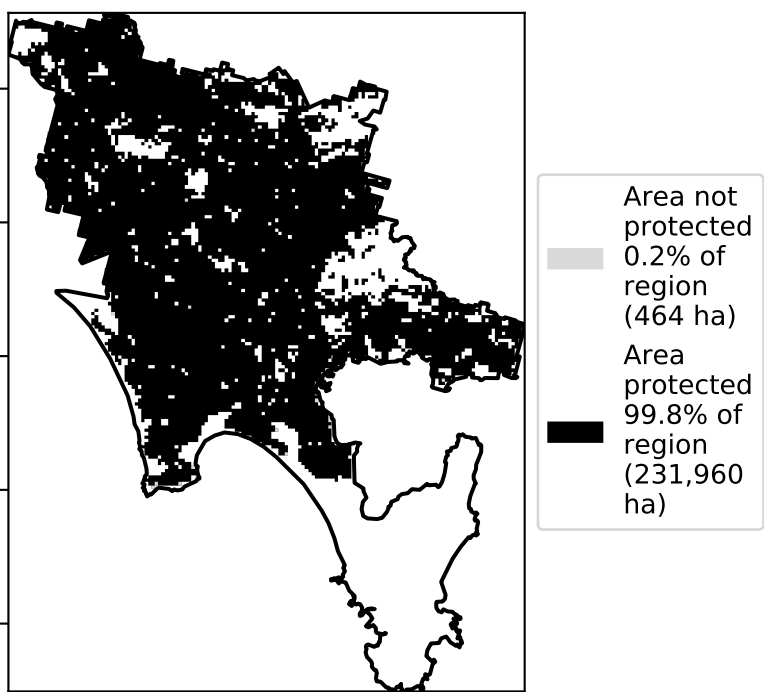 Area not
protected
0.2% of
region
(464 ha)
Area
protected
99.8% of
region
(231,960
ha)